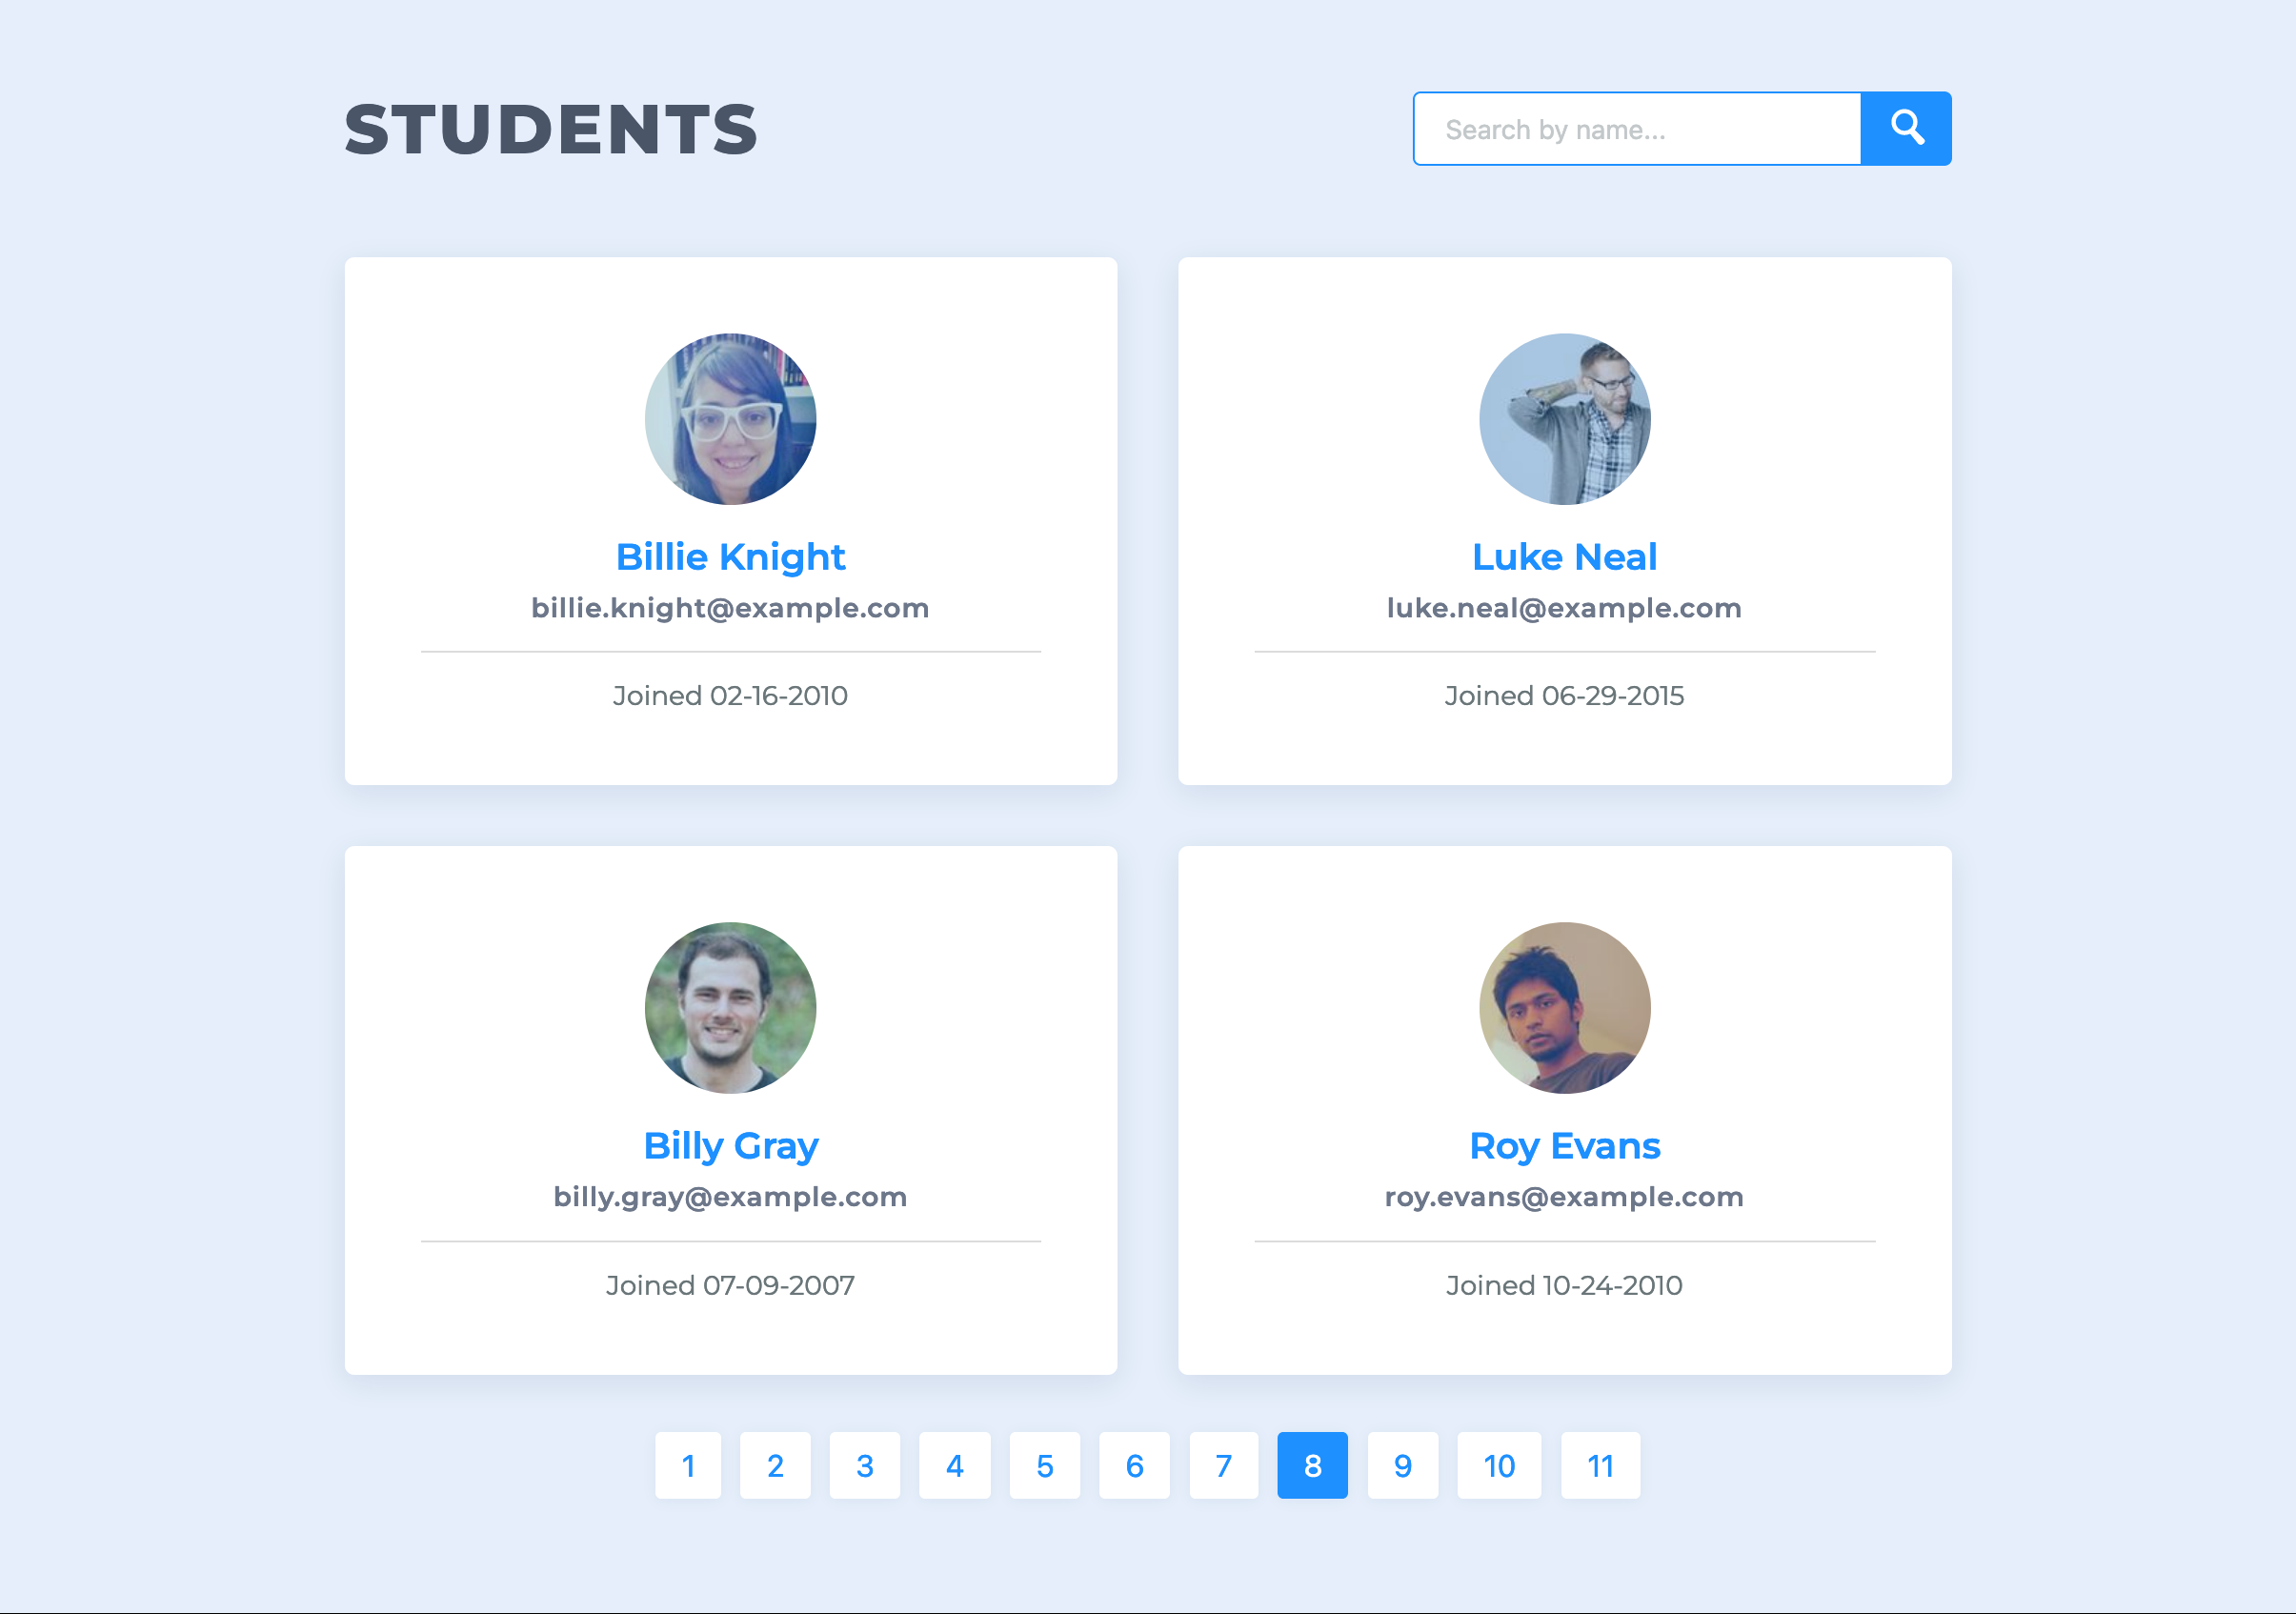 STUDENTS
Search by name...
Billie Knight
billie.knight@example.com
Joined 02-16-2010
Luke Neal
luke.neal@example.com
Joined 06-29-2015
Billy Gray
billy.gray@example.com
Joined 07-09-2007
Roy Evans
roy.evans@example.com
Joined 10-24-2010
1 2 3 4 5 6 7 8 9 10 11